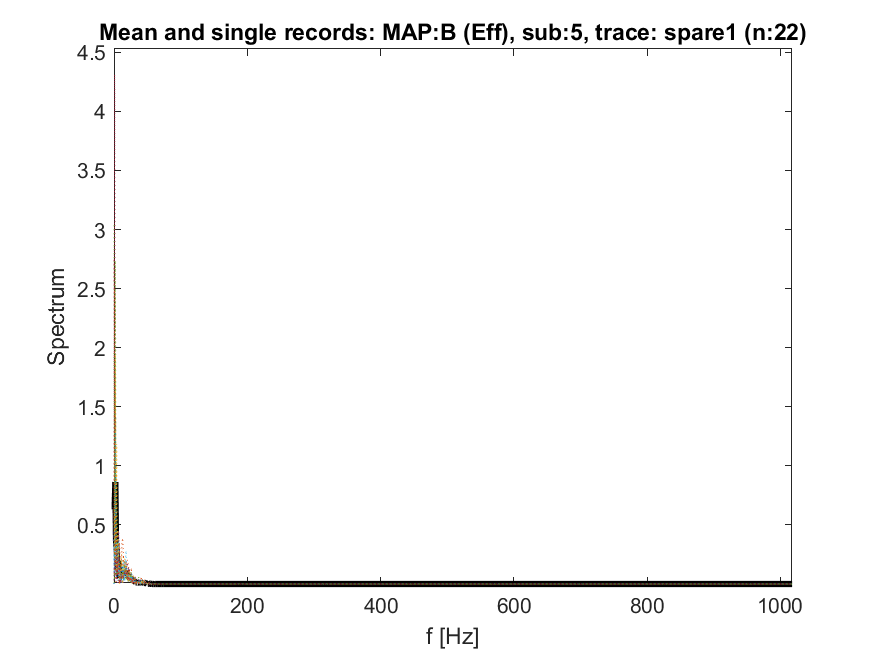 Mean and single records: MAP:B (Eff), sub:5, trace: spare1 (n:22)
4.5
4
3.5
3
2.5
2
1.5
1
0.5
Spectrum
0 200 400 600 800 1000
f [Hz]